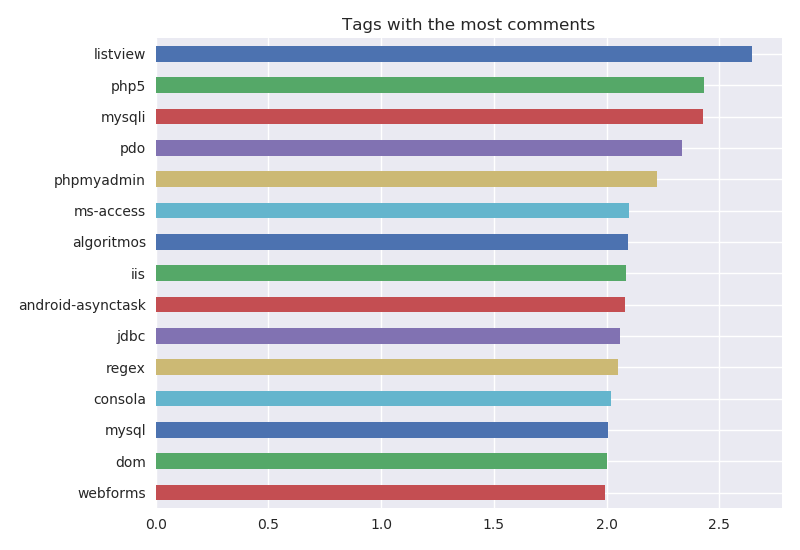 Tags with the most comments
listview
php5
mysqli
pdo
phpmyadmin
ms-access
algoritmos
iis
android-asynctask
jdbc
regex
consola
mysql
dom
webforms
0.0 0.5 1.0 1.5 2.0 2.5